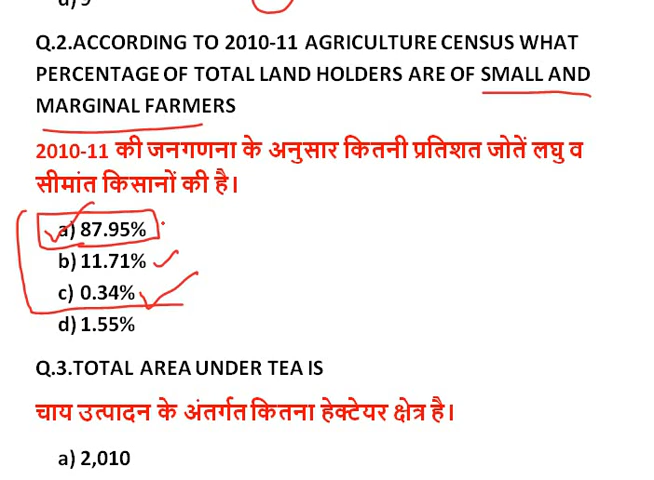 d) 9
Q.2.ACCORDING TO 2010-11 AGRICULTURE CENSUS WHAT
PERCENTAGE OF TOTAL LAND HOLDERS ARE OF SMALL AND
MARGINAL FARMERS
2010-11 की जनगणना के अनुसार कितनी प्रतिशत जोतें लघु व
सीमांत किसानों की है।
a) 87.95%
b) 11.71%
c) 0.34%
d) 1.55%
Q.3.TOTAL AREA UNDER TEA IS
चाय उत्पादन के अंतर्गत कितना हेक्टेयर क्षेत्र है।
a) 2,010